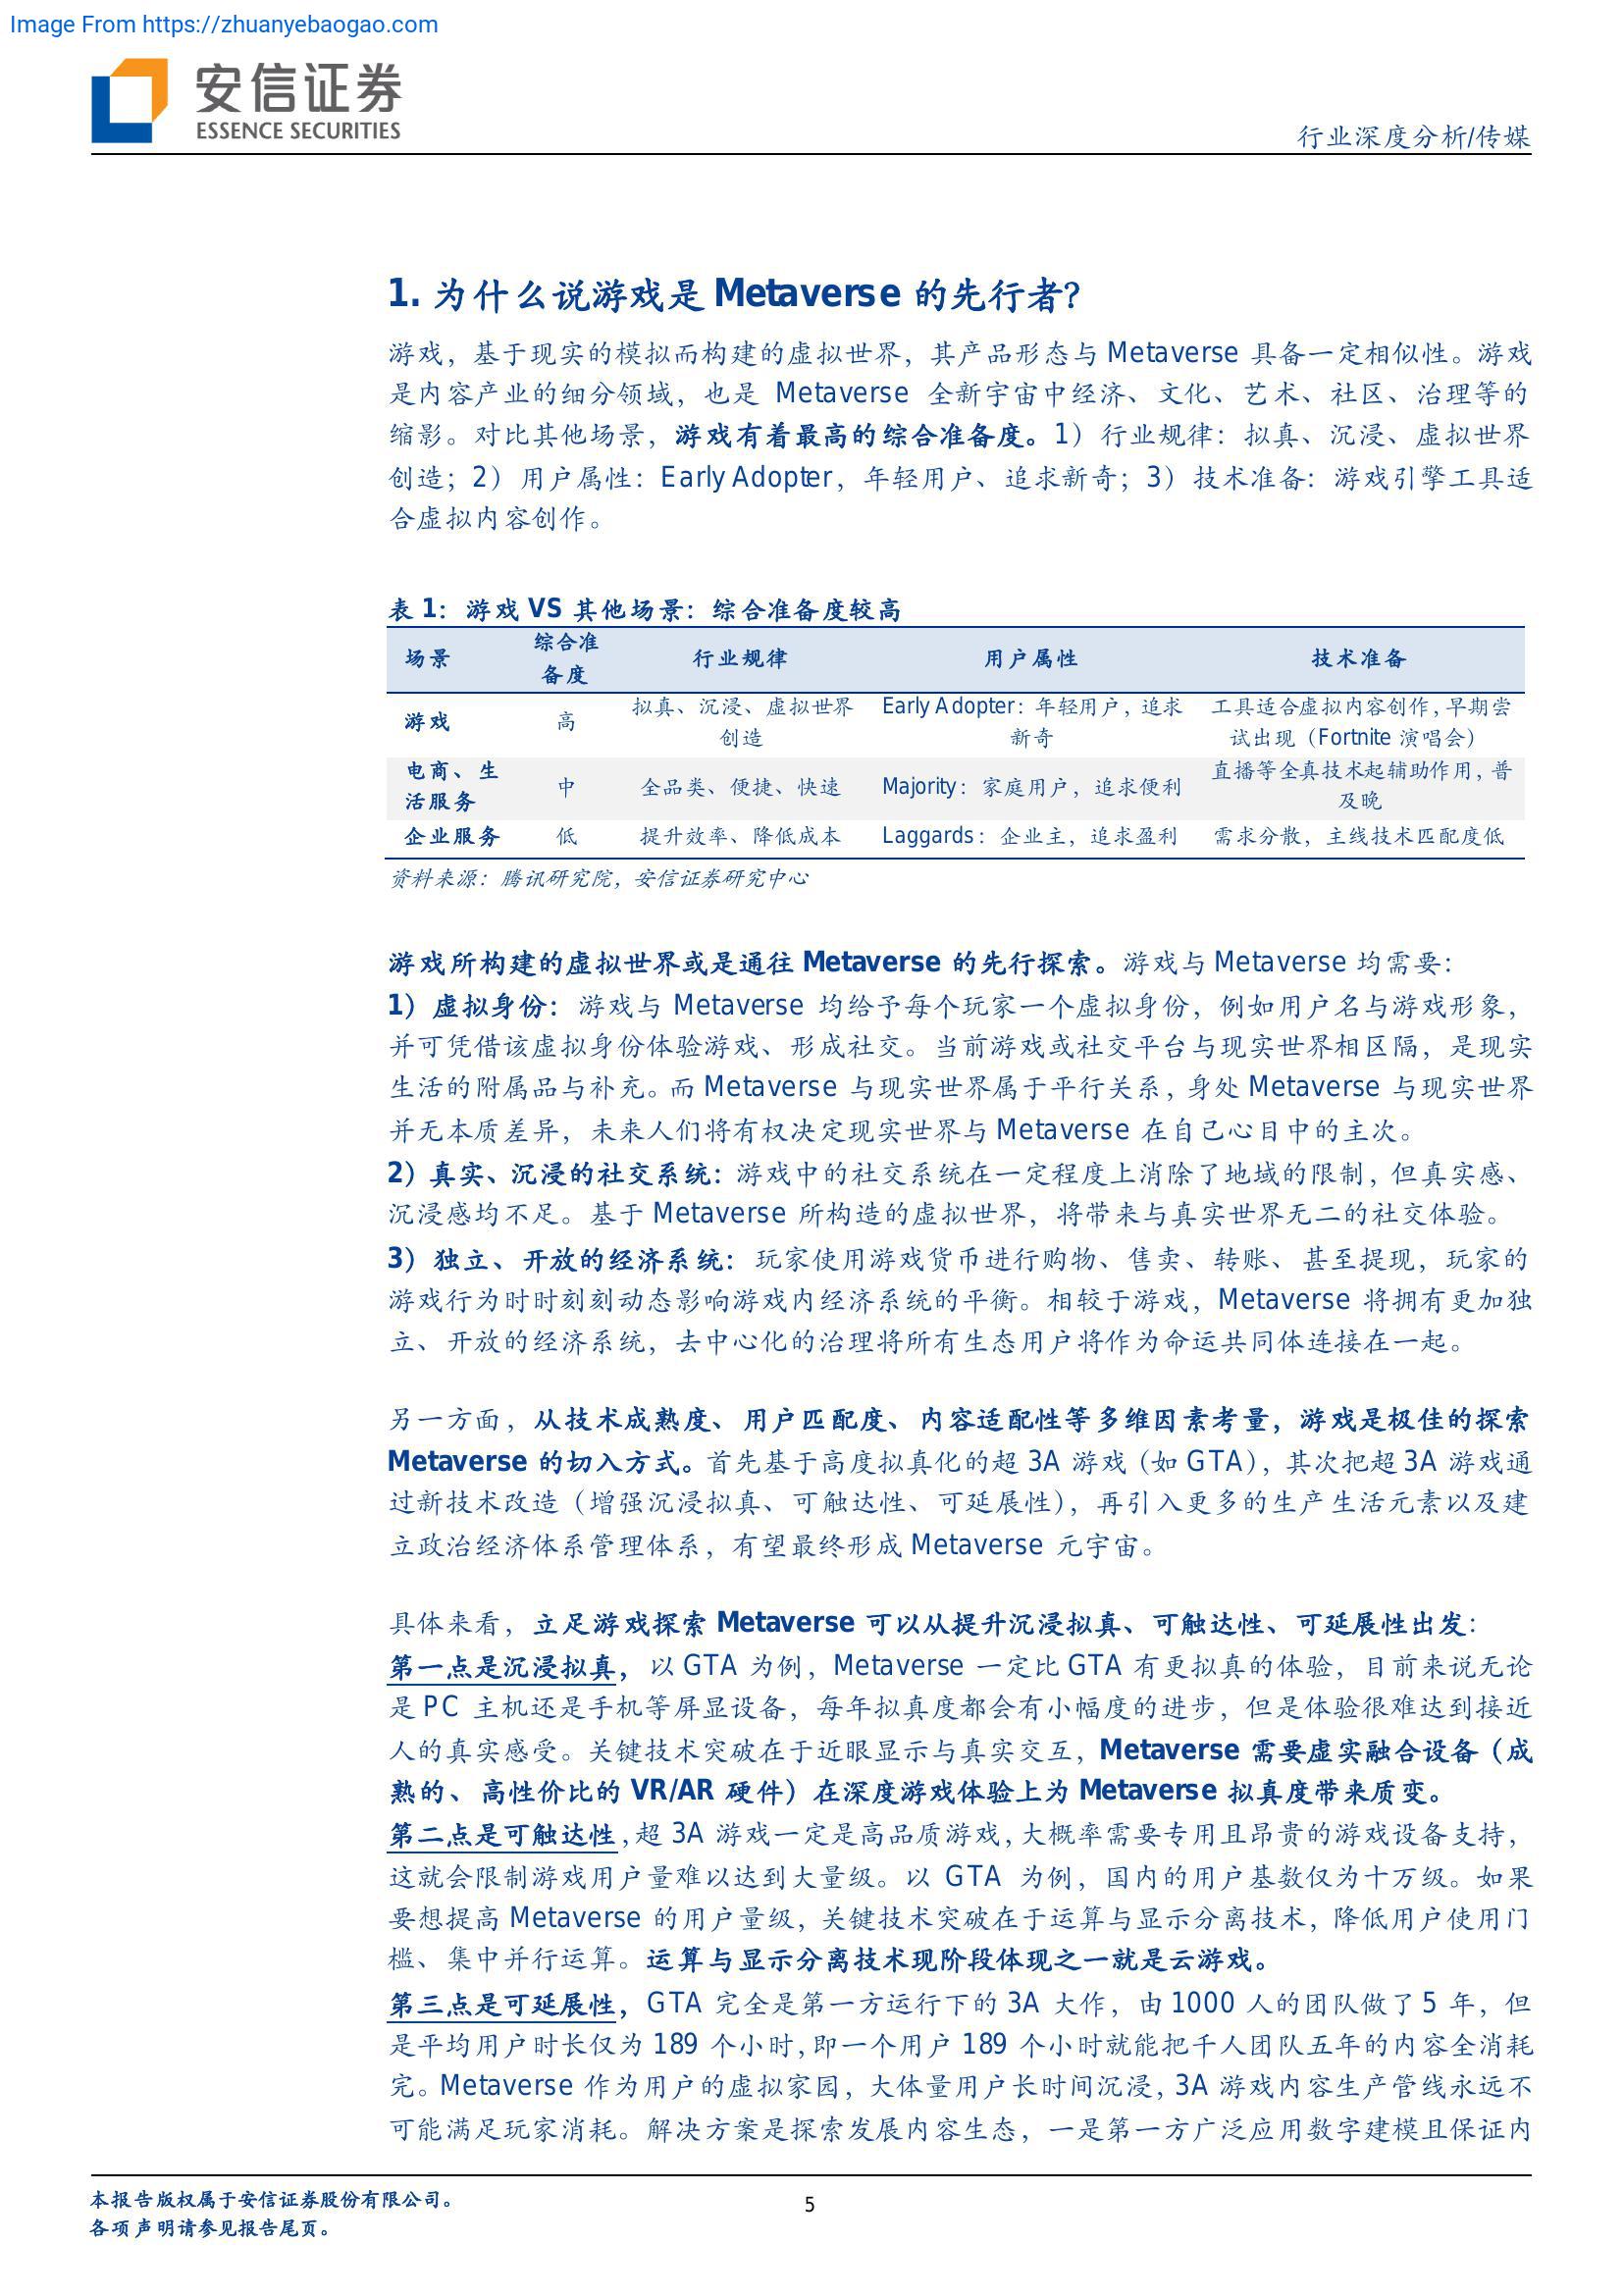 Image From https://zhuanyebaogao.com
安信证券
ESSENCE SECURITIES
行业深度分析/传媒
1. 为什么说游戏是 Metaverse 的先行者？
游戏，基于现实的模拟而构建的虚拟世界，其产品形态与 Metaverse 具备一定相似性。游戏
是内容产业的细分领域，也是 Metaverse 全新宇宙中经济、文化、艺术、社区、治理等的
缩影。对比其他场景，游戏有着最高的综合准备度。1）行业规律：拟真、沉浸、虚拟世界
创造；2）用户属性：Early Adopter，年轻用户、追求新奇；3）技术准备：游戏引擎工具适
合虚拟内容创作。
表 1：游戏 VS 其他场景：综合准备度较高
场景 综合准备度 行业规律 用户属性 技术准备
游戏 高 拟真、沉浸、虚拟世界创造 Early Adopter：年轻用户，追求新奇 工具适合虚拟内容创作，早期尝试出现（Fortnite 演唱会）
电商、生活服务 中 全品类、便捷、快速 Majority：家庭用户，追求便利 直播等全真技术起辅助作用，普及晚
企业服务 低 提升效率、降低成本 Laggards：企业主，追求盈利 需求分散，主线技术匹配度低
资料来源：腾讯研究院，安信证券研究中心
游戏所构建的虚拟世界或是通往 Metaverse 的先行探索。游戏与 Metaverse 均需要：
1）虚拟身份：游戏与 Metaverse 均给予每个玩家一个虚拟身份，例如用户名与游戏形象，
并可凭借该虚拟身份体验游戏、形成社交。当前游戏或社交平台与现实世界相区隔，是现实
生活的附属品与补充。而 Metaverse 与现实世界属于平行关系，身处 Metaverse 与现实世界
并无本质差异，未来人们将有权决定现实世界与 Metaverse 在自己心目中的主次。
2）真实、沉浸的社交系统：游戏中的社交系统在一定程度上消除了地域的限制，但真实感、
沉浸感均不足。基于 Metaverse 所构造的虚拟世界，将带来与真实世界无二的社交体验。
3）独立、开放的经济系统：玩家使用游戏货币进行购物、售卖、转账、甚至提现，玩家的
游戏行为时时刻刻动态影响游戏内经济系统的平衡。相较于游戏，Metaverse 将拥有更加独
立、开放的经济系统，去中心化的治理将所有生态用户将作为命运共同体连接在一起。
另一方面，从技术成熟度、用户匹配度、内容适配性等多维因素考量，游戏是极佳的探索
Metaverse 的切入方式。首先基于高度拟真化的超 3A 游戏（如 GTA），其次把超 3A 游戏通
过新技术改造（增强沉浸拟真、可触达性、可延展性），再引入更多的生产生活元素以及建
立政治经济体系管理体系，有望最终形成 Metaverse 元宇宙。
具体来看，立足游戏探索 Metaverse 可以从提升沉浸拟真、可触达性、可延展性出发：
第一点是沉浸拟真，以 GTA 为例，Metaverse 一定比 GTA 有更拟真的体验，目前来说无论
是 PC 主机还是手机等屏显设备，每年拟真度都会有小幅度的进步，但是体验很难达到接近
人的真实感受。关键技术突破在于近眼显示与真实交互，Metaverse 需要虚实融合设备（成
熟的、高性价比的 VR/AR 硬件）在深度游戏体验上为 Metaverse 拟真度带来质变。
第二点是可触达性，超 3A 游戏一定是高品质游戏，大概率需要专用且昂贵的游戏设备支持，
这就会限制游戏用户量难以达到大量级。以 GTA 为例，国内的用户基数仅为十万级。如果
要想提高 Metaverse 的用户量级，关键技术突破在于运算与显示分离技术，降低用户使用门
槛、集中并行运算。运算与显示分离技术现阶段体现之一就是云游戏。
第三点是可延展性，GTA 完全是第一方运行下的 3A 大作，由 1000 人的团队做了 5 年，但
是平均用户时长仅为 189 个小时，即一个用户 189 个小时就能把千人团队五年的内容全消耗
完。Metaverse 作为用户的虚拟家园，大体量用户长时间沉浸，3A 游戏内容生产管线永远不
可能满足玩家消耗。解决方案是探索发展内容生态，一是第一方广泛应用数字建模且保证内
本报告版权属于安信证券股份有限公司。
各项声明请参见报告尾页。
5